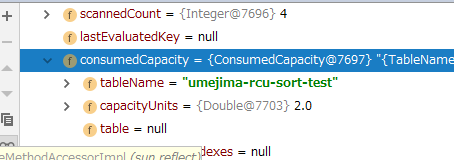 f scannedCount = {Integer@7696} 4
f lastEvaluatedKey = null
f consumedCapacity = {ConsumedCapacity@7697} "{TableName
f tableName = "umejima-rcu-sort-test"
f capacityUnits = {Double@7703} 2.0
f table = null
dexes = null
eMethodAccessorImpl (sun.reflect)